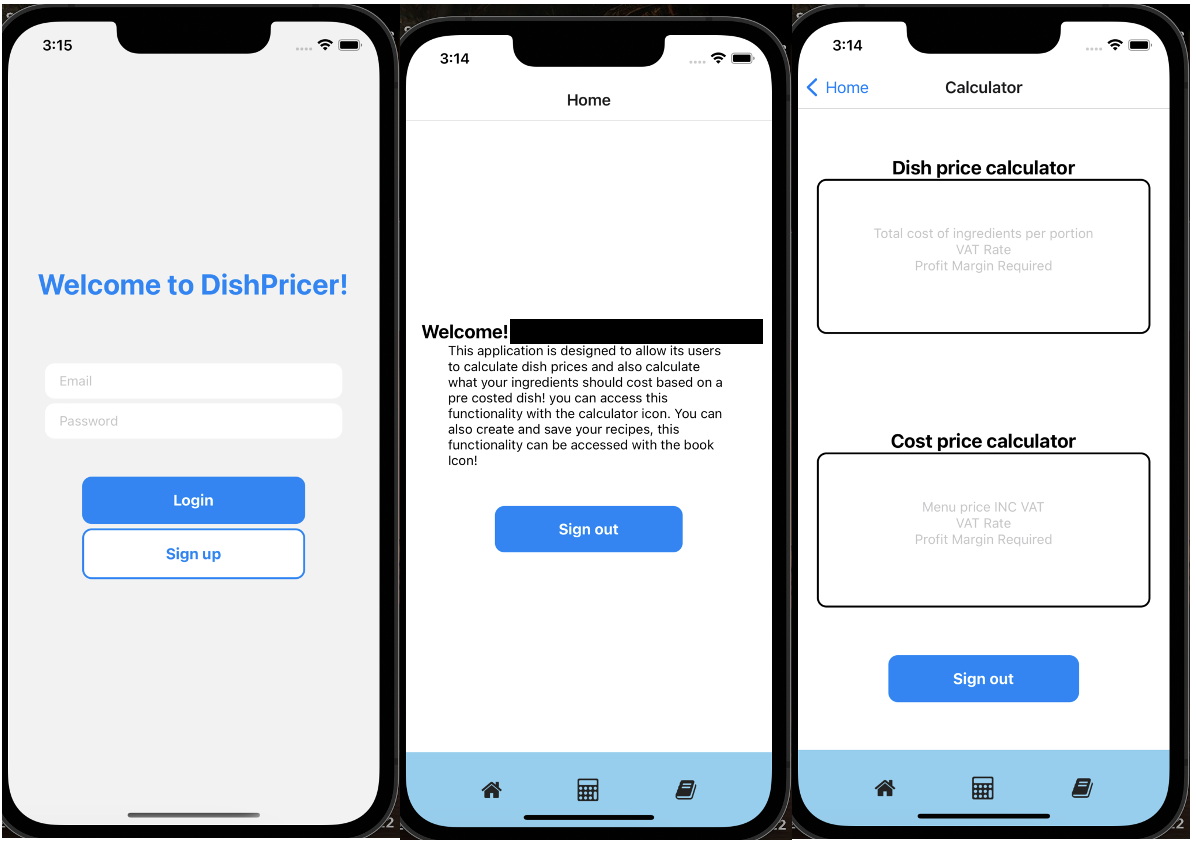 3:15
Welcome to DishPricer!
Email
Password
Login
Sign up
3:14
Home
Welcome!
This application is designed to allow its users
to calculate dish prices and also calculate
what your ingredients should cost based on a
pre costed dish! you can access this
functionality with the calculator icon. You can
also create and save your recipes, this
functionality can be accessed with the book
Icon!
Sign out
3:14
Home
Calculator
Dish price calculator
Total cost of ingredients per portion
VAT Rate
Profit Margin Required
Cost price calculator
Menu price INC VAT
VAT Rate
Profit Margin Required
Sign out